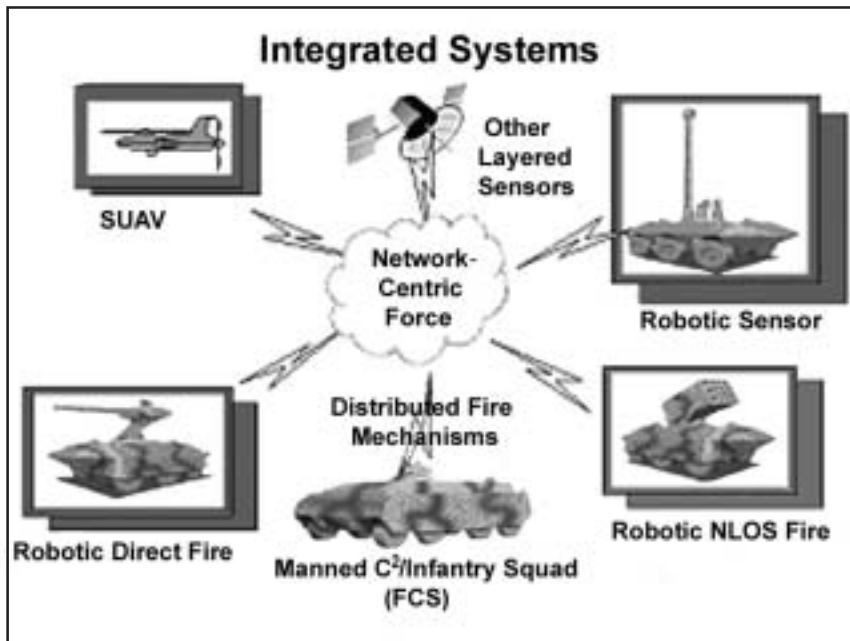 Integrated Systems
SUAV
Other
Layered
Sensors
Network-
Centric
Force
Robotic Sensor
Distributed Fire
Mechanisms
Robotic Direct Fire
Manned C²/Infantry Squad
(FCS)
Robotic NLOS Fire